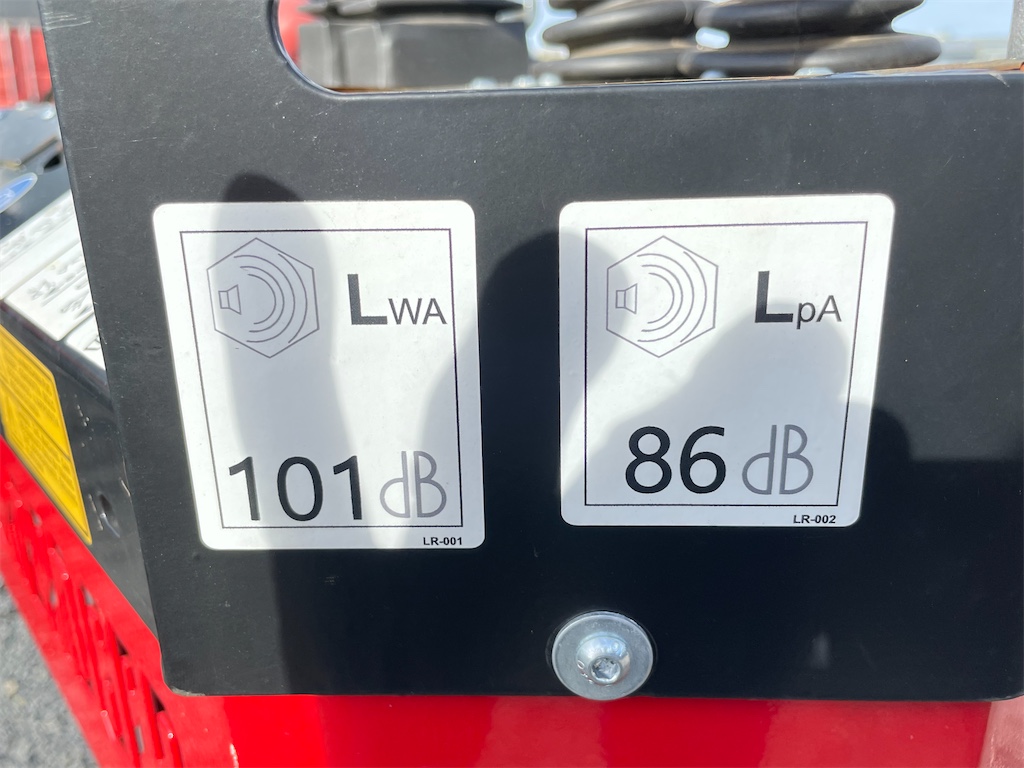 LWA
101 dB
LR-001
LpA
86 dB
LR-002